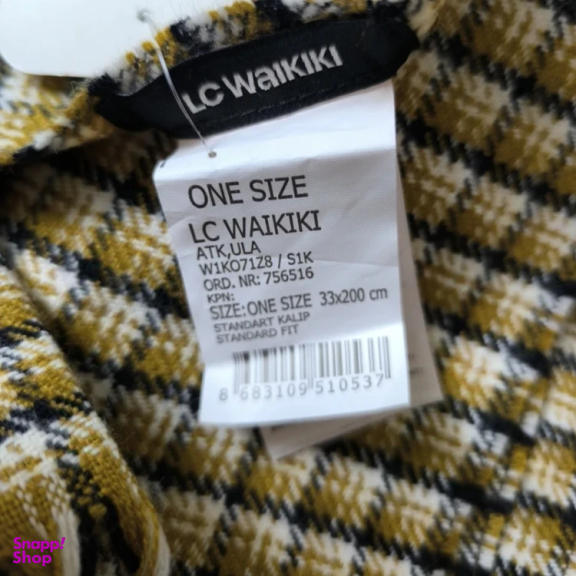 LC WAIKIKI
ONE SIZE
LC WAIKIKI
ATK,ULA
W1KO71Z8 / S1K
ORD. NR: 756516
KPN:
SIZE: ONE SIZE 33x200 cm
STANDART KALIP
STANDARD FIT
8 683109 510537
Snapp!
Shop